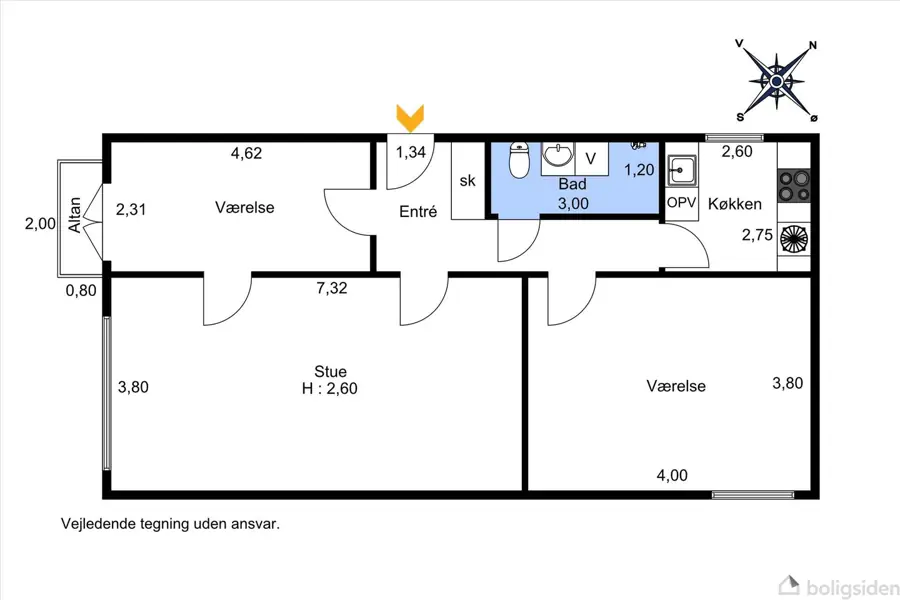 V
N
S
ø
4,62
1,34
2,60
sk
V
1,20
Bad
3,00
OPV
Køkken
2,75
Altan
2,00
2,31
Værelse
Entré
0,80
7,32
Stue
H : 2,60
3,80
Værelse
3,80
4,00
Vejledende tegning uden ansvar.
boligsiden